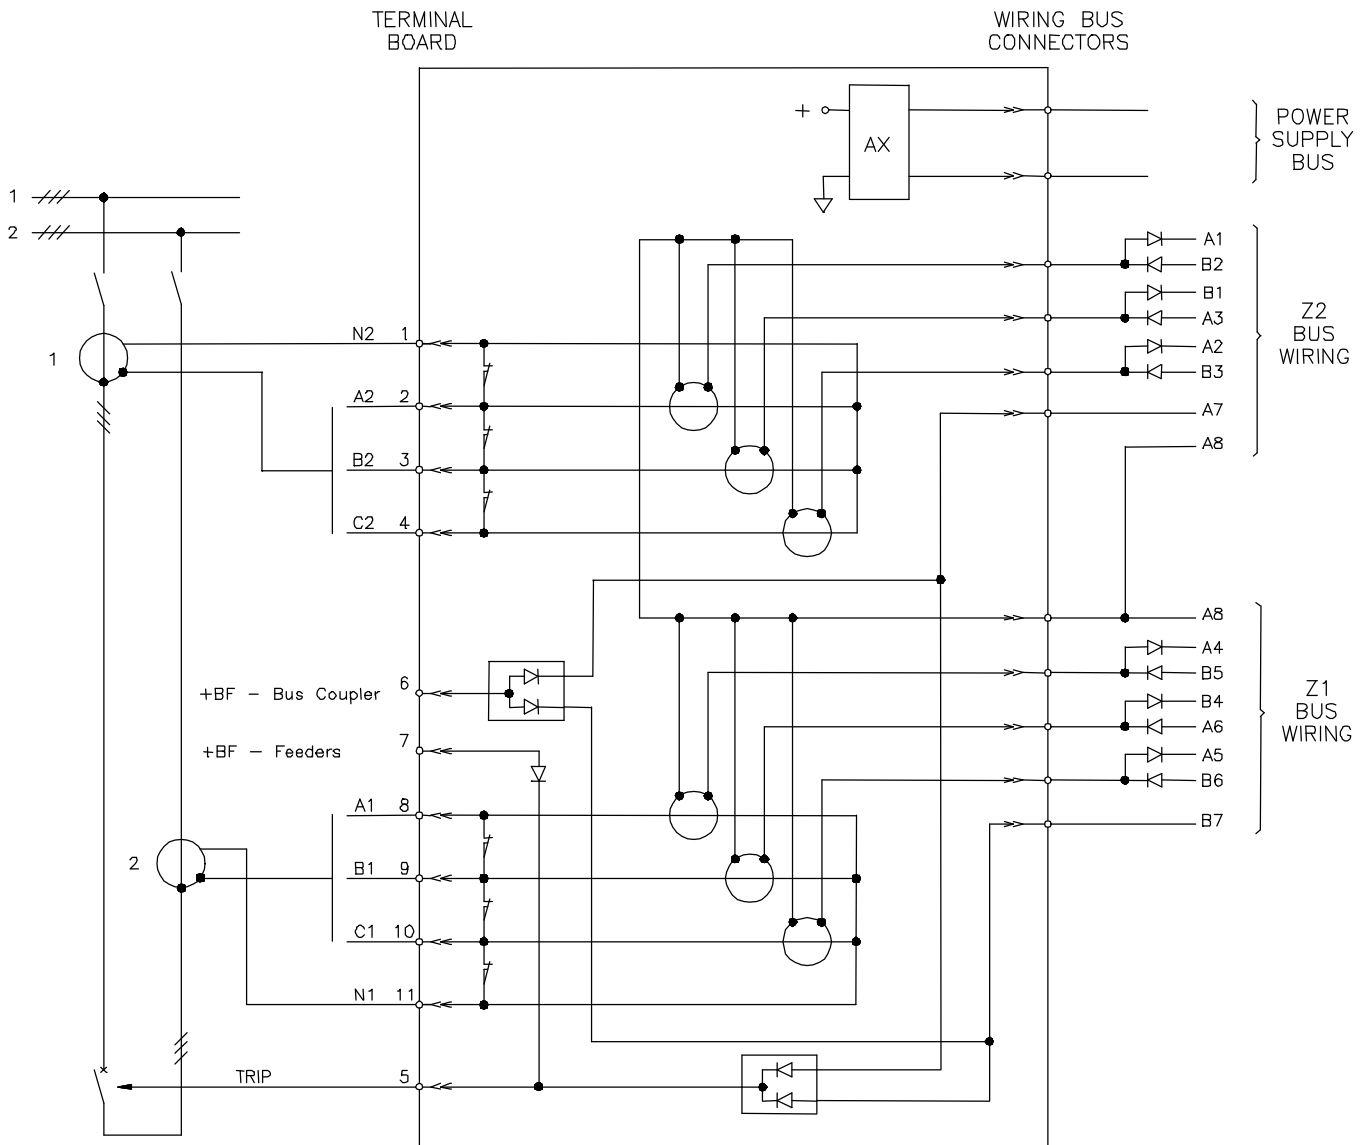 TERMINAL
BOARD
WIRING BUS
CONNECTORS
+
AX
POWER
SUPPLY
BUS
1
2
A1
B2
B1
A3
A2
B3
A7
A8
Z2
BUS
WIRING
1
N2 1
A2 2
B2 3
C2 4
A8
A4
B5
B4
A6
A5
B6
B7
Z1
BUS
WIRING
+BF - Bus Coupler 6
+BF - Feeders 7
2
A1 8
B1 9
C1 10
N1 11
TRIP 5